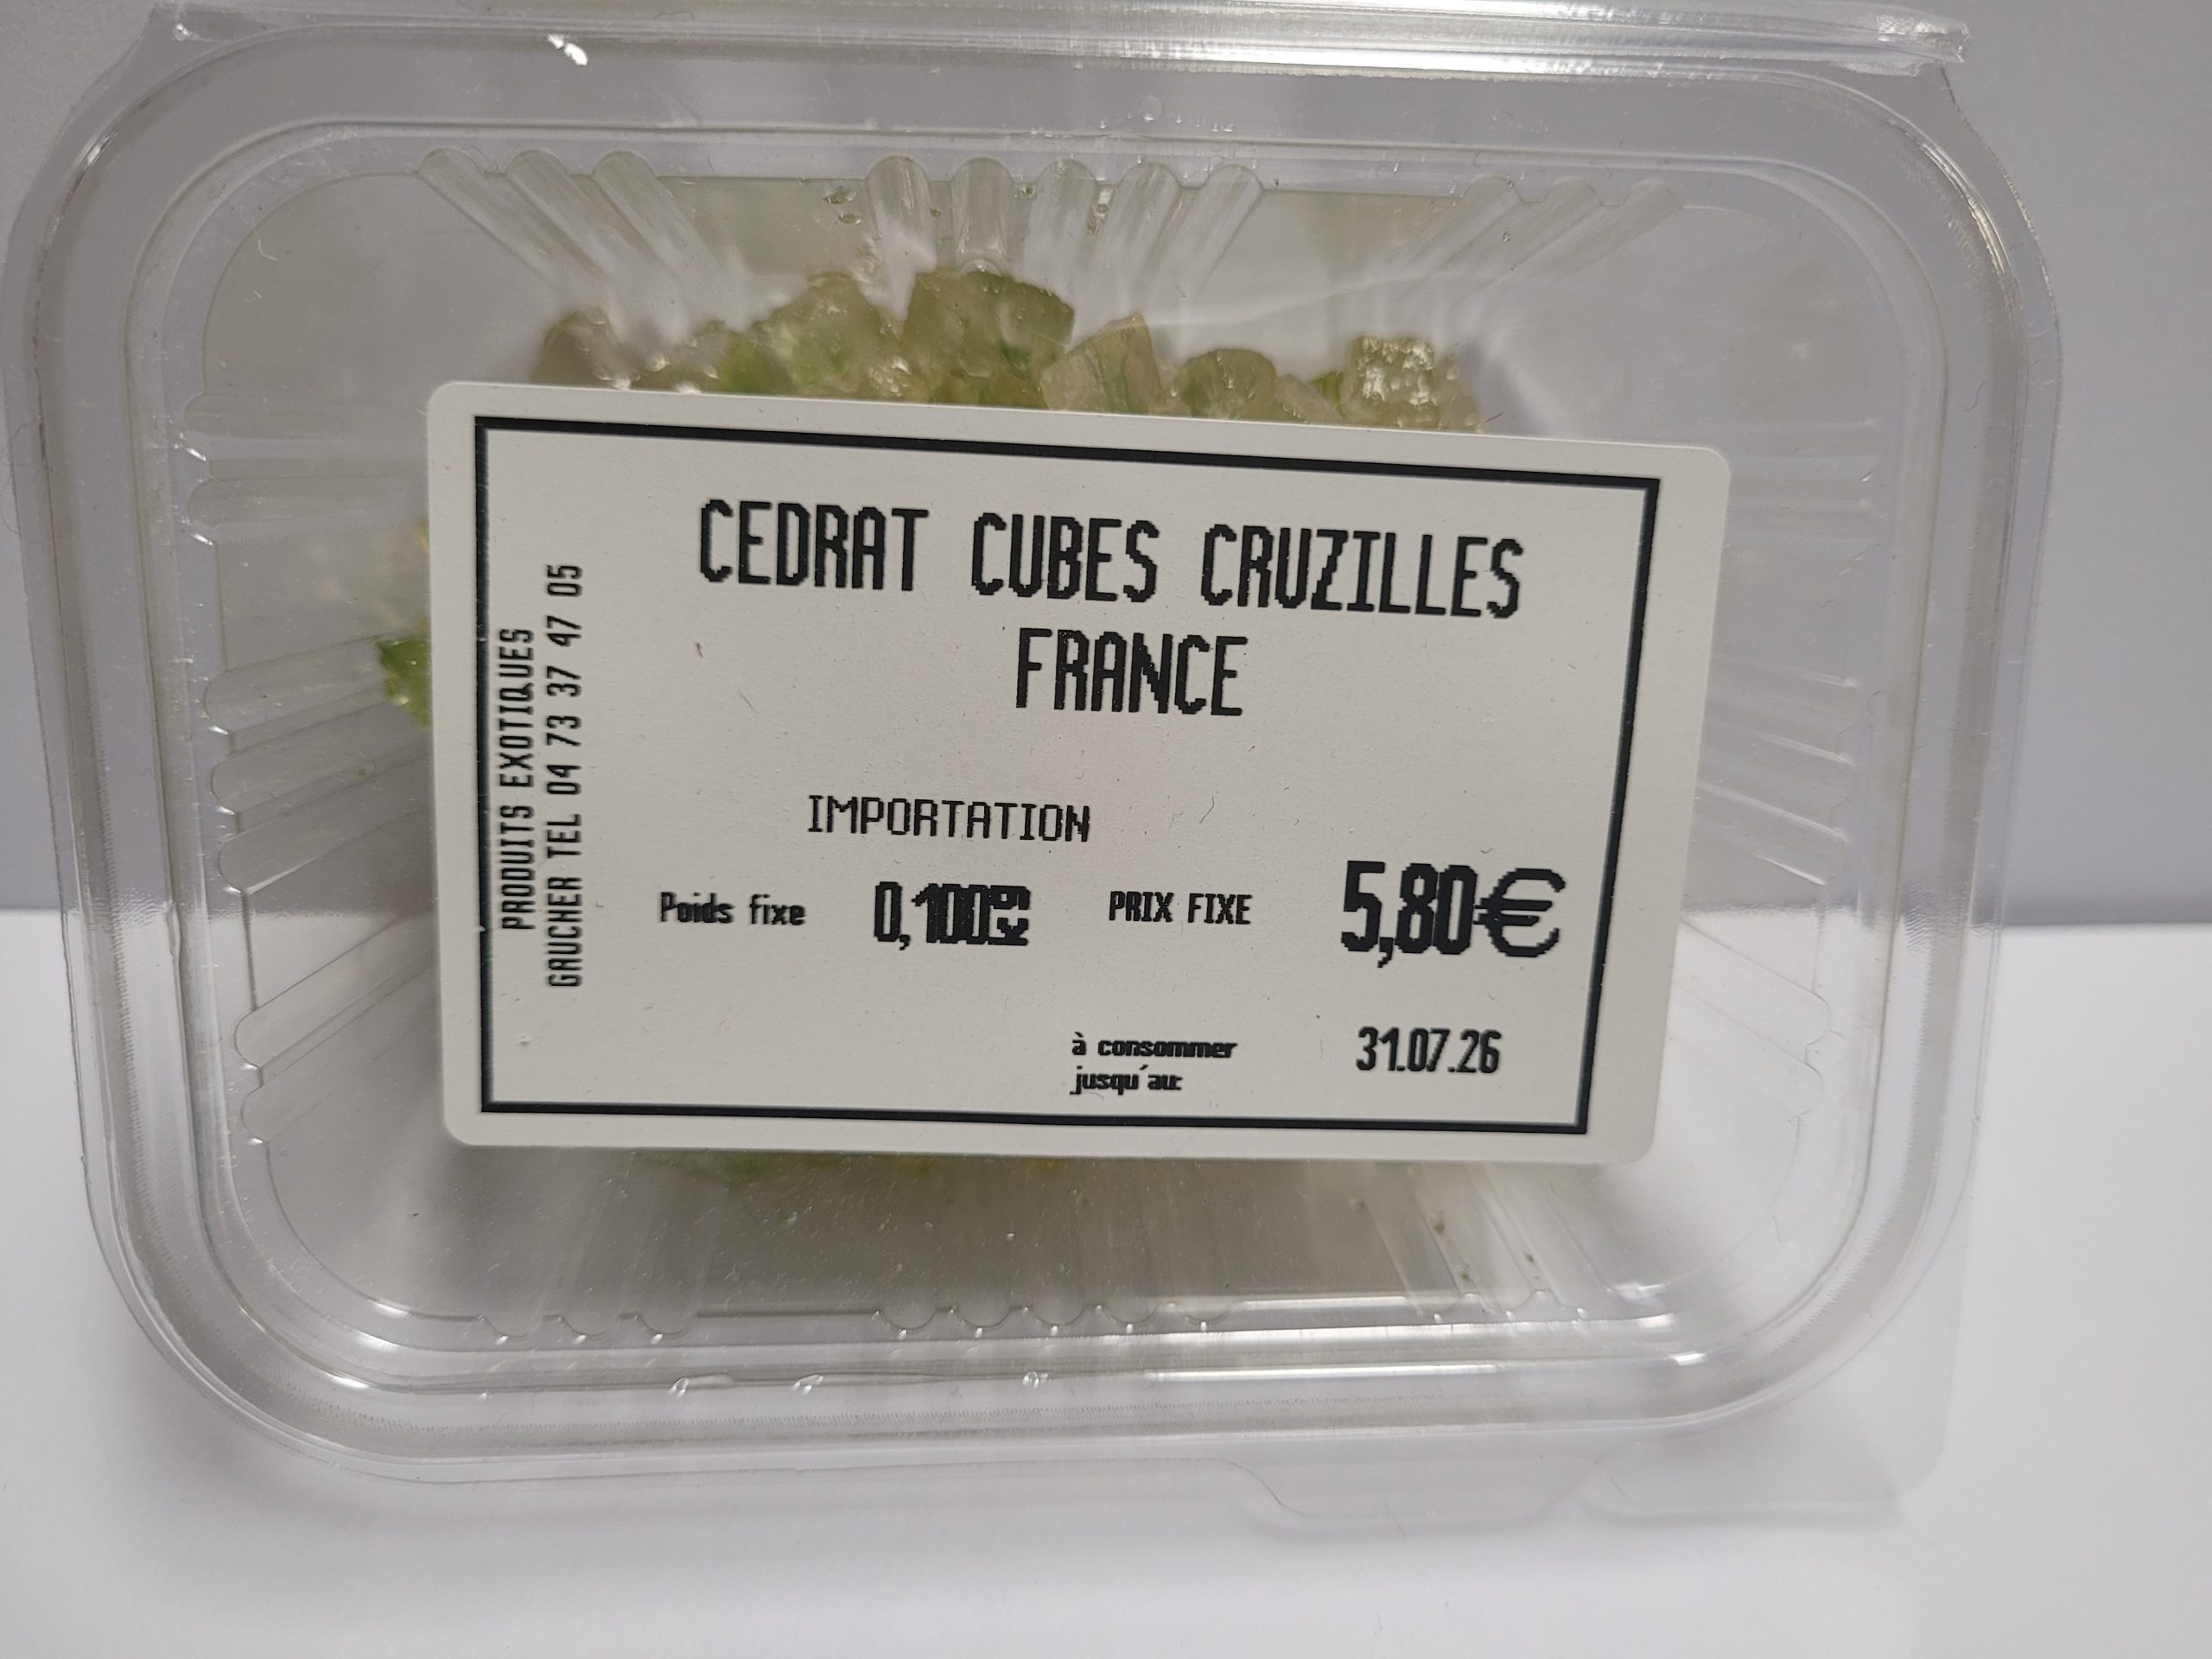 CEDRAT CUBES CRUZILLES
FRANCE
IMPORTATION
Poids fixe 0,100kg PRIX FIXE 5,80€
à consommer 31.07.26
jusqu'au:
PRODUITS EXOTIQUES
GAUCHER TEL 04 73 37 47 05